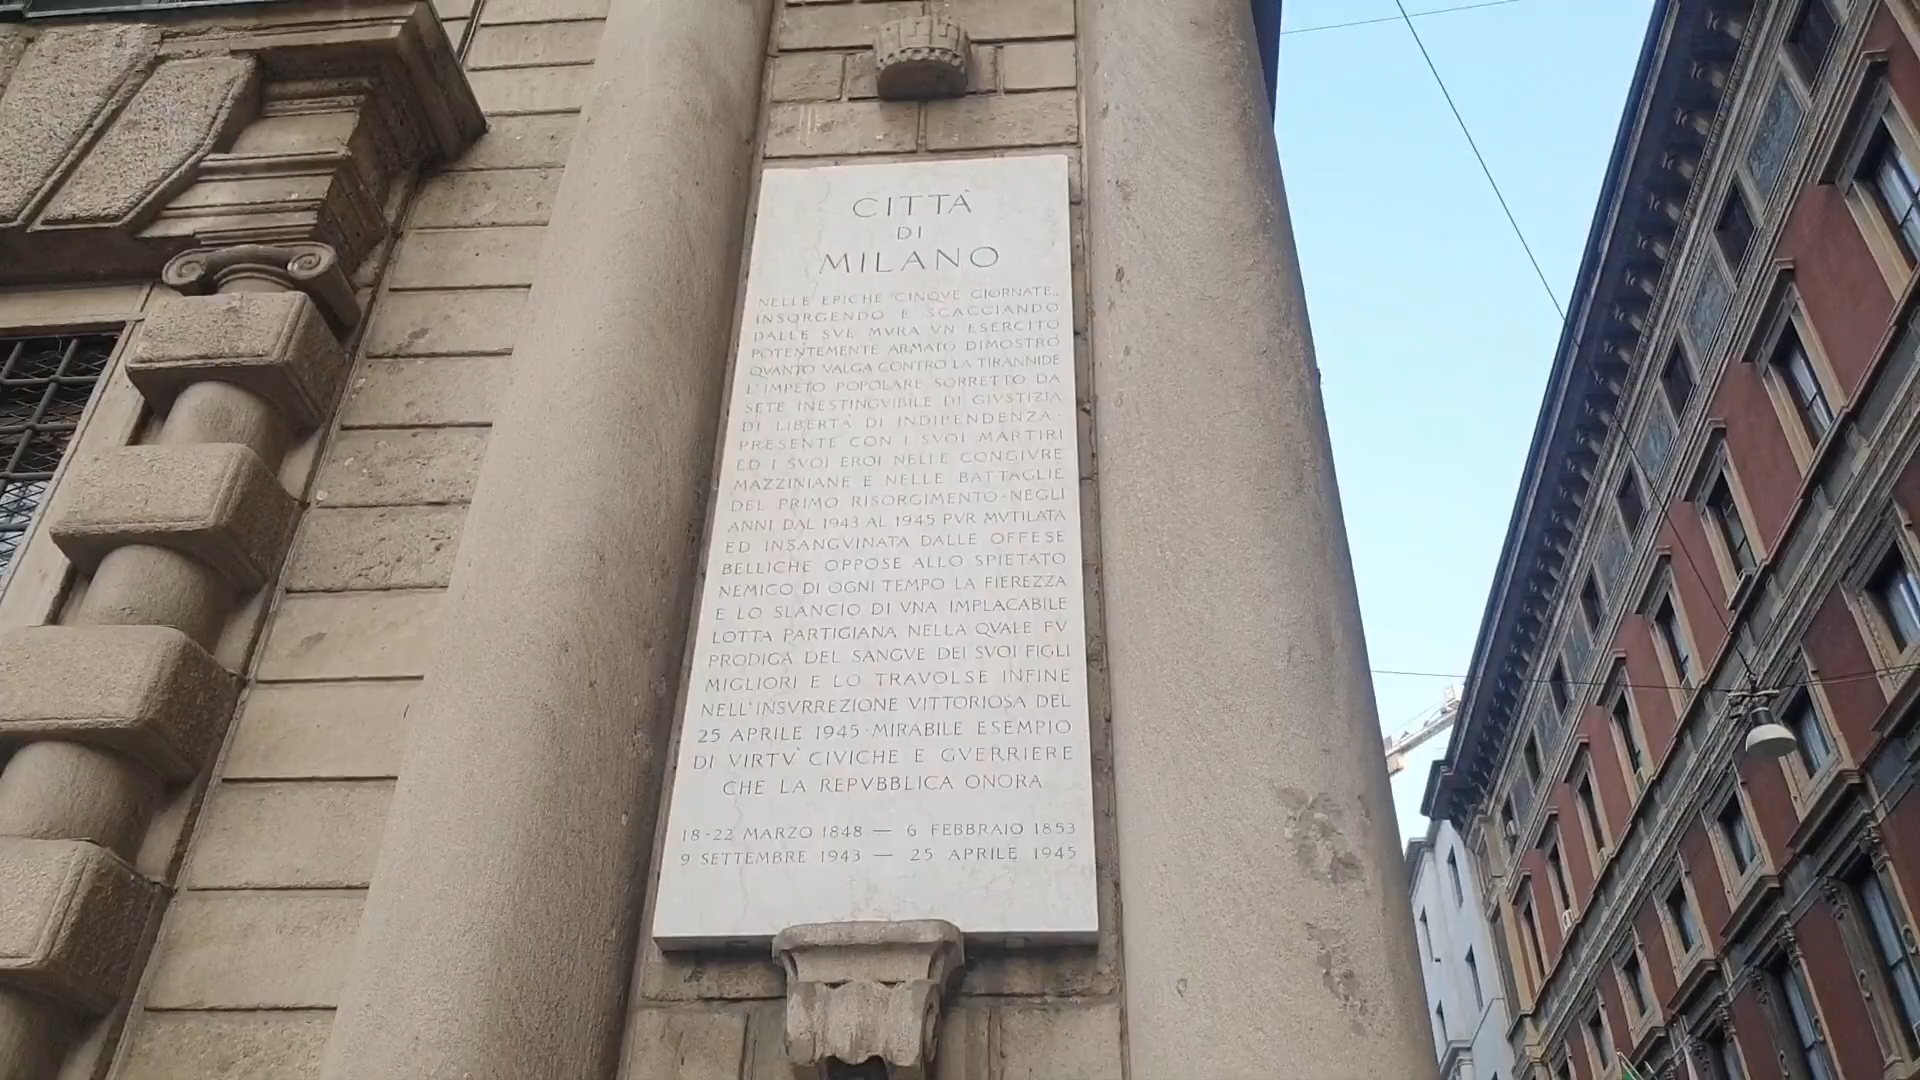 CITTÀ
DI
MILANO
NELLE EPICHE "CINQVE GIORNATE„
INSORGENDO E SCACCIANDO
DALLE SVE MVRA VN ESERCITO
POTENTEMENTE ARMATO DIMOSTRÒ
QVANTO VALGA CONTRO LA TIRANNIDE
L'IMPETO POPOLARE SORRETTO DA
SETE INESTINGVIBILE DI GIVSTIZIA
DI LIBERTÀ DI INDIPENDENZA ·
PRESENTE CON I SVOI MARTIRI
ED I SVOI EROI NELLE CONGIVRE
MAZZINIANE E NELLE BATTAGLIE
DEL PRIMO RISORGIMENTO · NEGLI
ANNI DAL 1943 AL 1945 PVR MVTILATA
ED INSANGVINATA DALLE OFFESE
BELLICHE OPPOSE ALLO SPIETATO
NEMICO DI OGNI TEMPO LA FIEREZZA
E LO SLANCIO DI VNA IMPLACABILE
LOTTA PARTIGIANA NELLA QVALE FV
PRODIGA DEL SANGVE DEI SVOI FIGLI
MIGLIORI E LO TRAVOLSE INFINE
NELL'INSVRREZIONE VITTORIOSA DEL
25 APRILE 1945 · MIRABILE ESEMPIO
DI VIRTV̀ CIVICHE E GVERRIERE
CHE LA REPVBBLICA ONORA
18-22 MARZO 1848 — 6 FEBBRAIO 1853
9 SETTEMBRE 1943 — 25 APRILE 1945